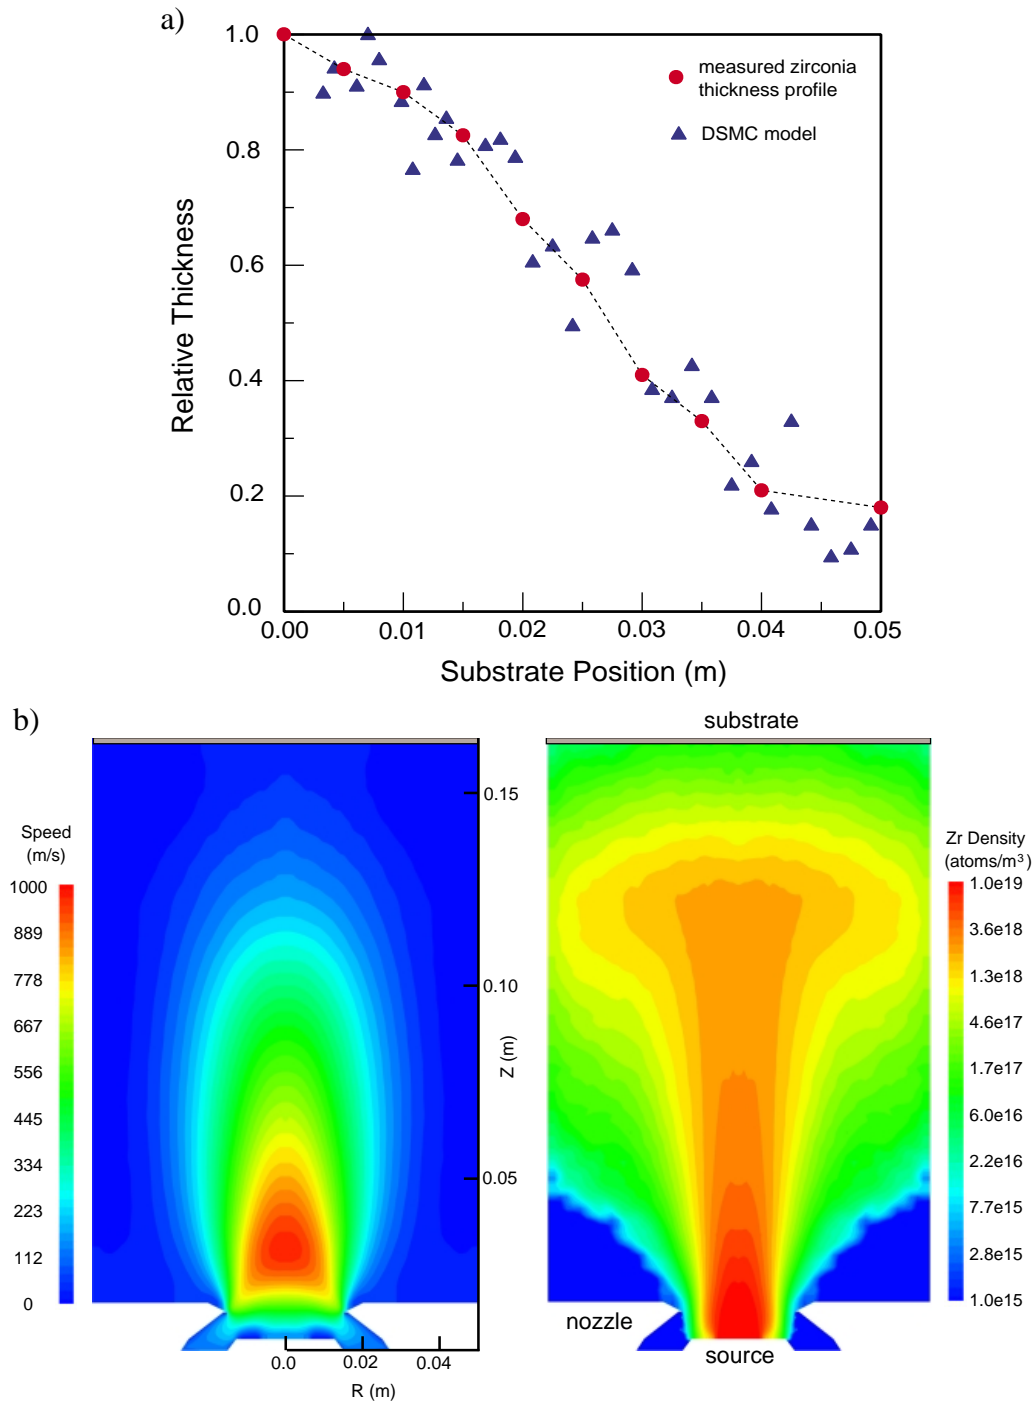 a)
1.0
0.8
0.6
0.4
0.2
0.0
Relative Thickness
measured zirconia
thickness profile
DSMC model
0.00
0.01
0.02
0.03
0.04
0.05
Substrate Position (m)
b)
Speed
(m/s)
1000
889
778
667
556
445
334
223
112
0
0.15
0.10
0.05
Z (m)
0.0
0.02
0.04
R (m)
substrate
nozzle
source
Zr Density
(atoms/m³)
1.0e19
3.6e18
1.3e18
4.6e17
1.7e17
6.0e16
2.2e16
7.7e15
2.8e15
1.0e15